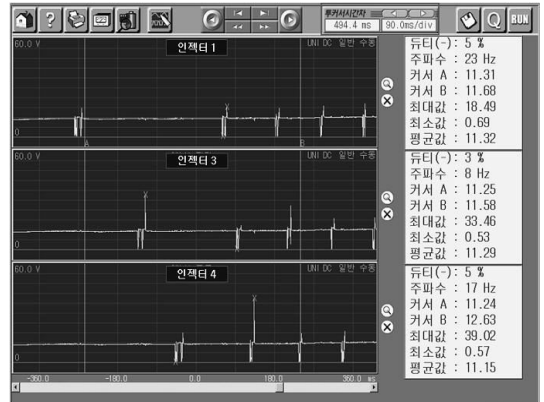 투커서시간차
494.4 ms 90.0ms/div
RUN
60.0 V 인젝터 1 UNI DC 일반 수동
0
A B
듀티(-): 5 %
주파수 : 23 Hz
커서 A : 11.31
커서 B : 11.68
최대값 : 18.49
최소값 : 0.69
평균값 : 11.32
60.0 V 인젝터 3 UNI DC 일반 수동
0
듀티(-): 3 %
주파수 : 8 Hz
커서 A : 11.25
커서 B : 11.58
최대값 : 33.46
최소값 : 0.53
평균값 : 11.29
60.0 V 인젝터 4 UNI DC 일반 수동
0
듀티(-): 5 %
주파수 : 17 Hz
커서 A : 11.24
커서 B : 12.63
최대값 : 39.02
최소값 : 0.57
평균값 : 11.15
-360.0 -180.0 0.0 180.0 360.0 ms